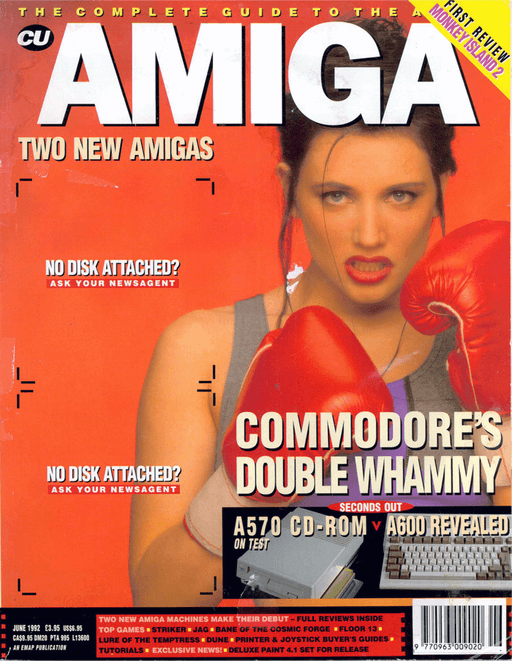 THE COMPLETE GUIDE TO THE A
FIRST REVIEW
MONKEY ISLAND 2
CU
AMIGA
TWO NEW AMIGAS
NO DISK ATTACHED?
ASK YOUR NEWSAGENT
NO DISK ATTACHED?
ASK YOUR NEWSAGENT
COMMODORE'S
DOUBLE WHAMMY
SECONDS OUT
A570 CD-ROM V A600 REVEALED
ON TEST
JUNE 1992 £3.95 US$6.95
CA$9.95 DM20 PTA 995 L13600
AN EMAP PUBLICATION
TWO NEW AMIGA MACHINES MAKE THEIR DEBUT - FULL REVIEWS INSIDE
TOP GAMES STRIKER JAG BANE OF THE COSMIC FORGE FLOOR 13
LURE OF THE TEMPTRESS DUNE PRINTER & JOYSTICK BUYER'S GUIDES
TUTORIALS EXCLUSIVE NEWS! DELUXE PAINT 4.1 SET FOR RELEASE
9 770963 009020